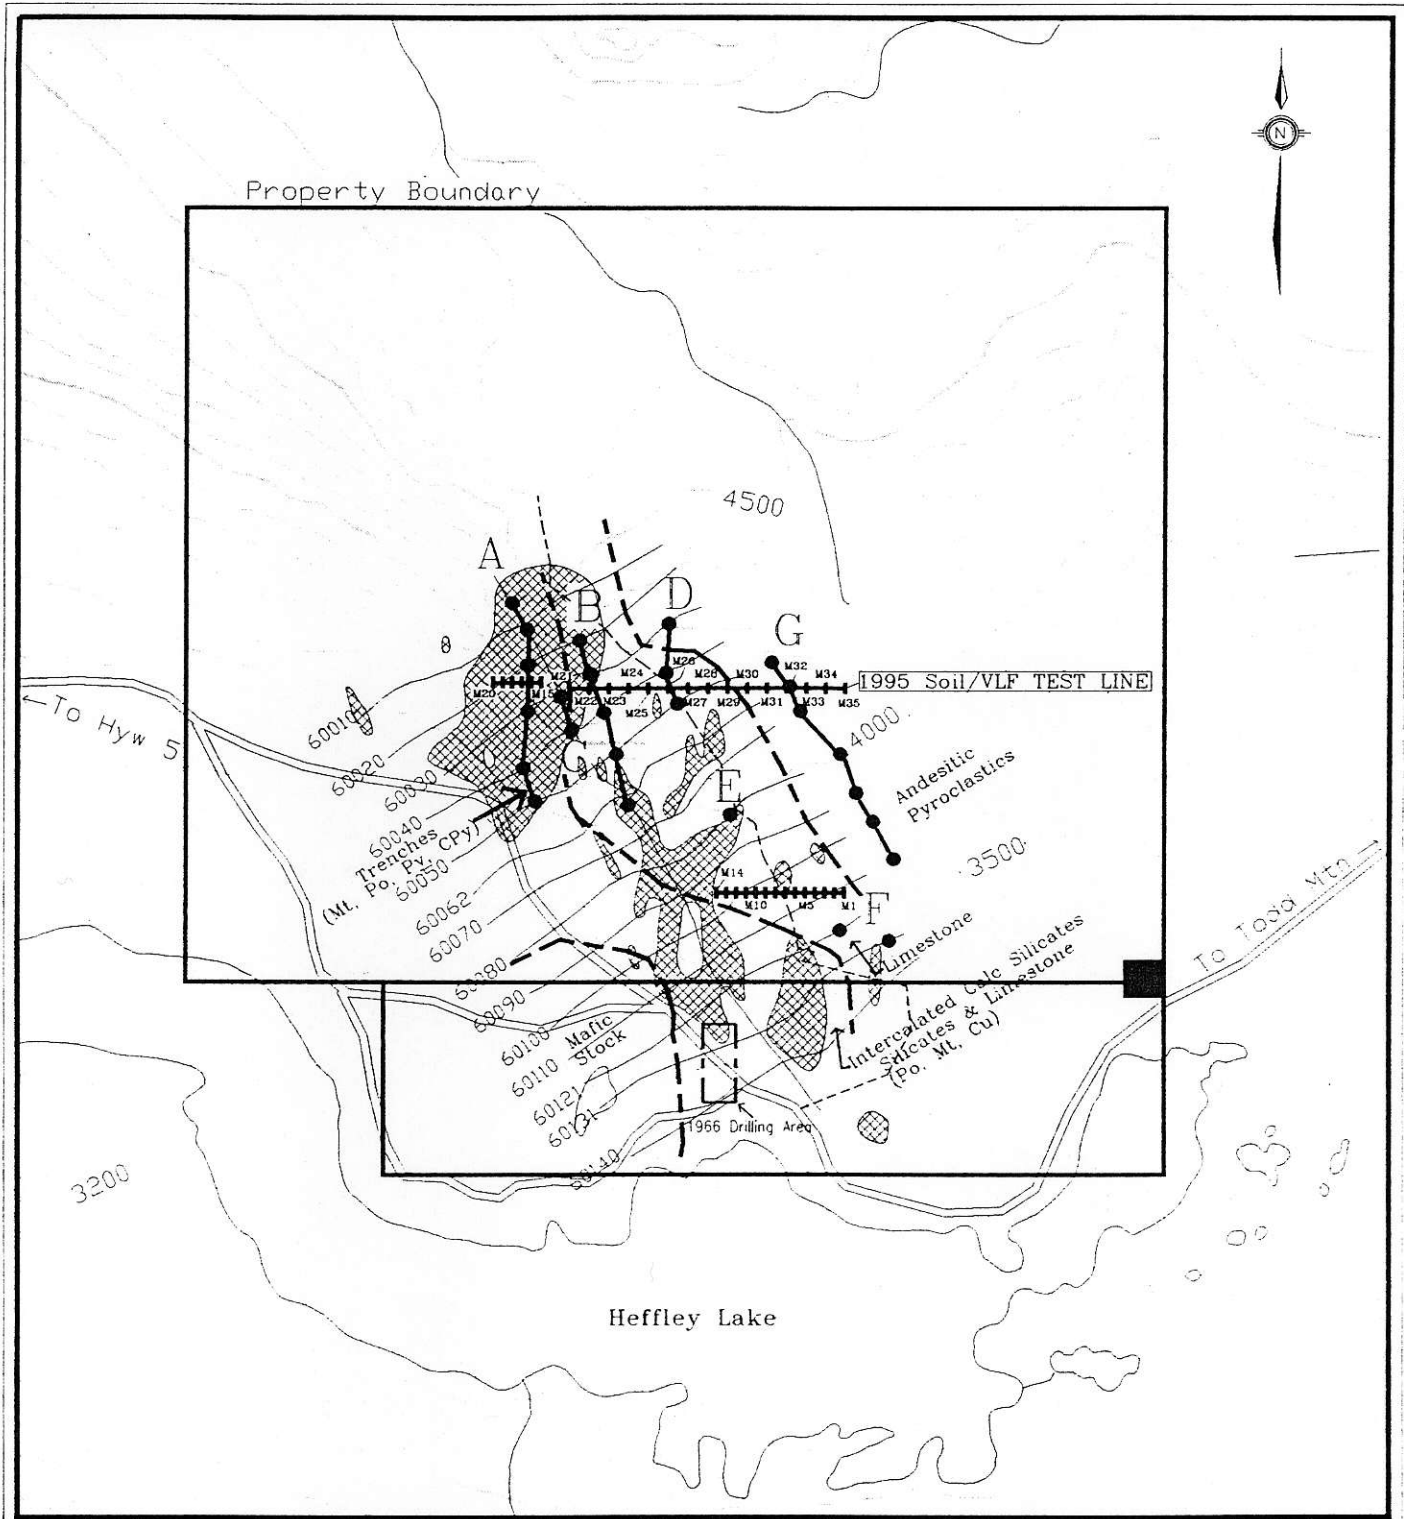 N
Property Boundary
4500
A
B
D
G
M26
M32
M21
M24
M28
M30
M34
M20
M15
1995 Soil/VLF TEST LINE
M22
M23
M25
M27
M29
M31
M33
M35
←To Hyw 5
C
4000
Andesitic
Pyroclastics
60010
60020
60030
60040
Trenches
(Mt, Po, Py, CPy)
60050
E
3500
60062
60070
M14
M10
M5
M1
F
Limestone
To Todd Mtn →
60080
60090
60100
Mafic
Stock
60110
60121
60131
60140
Intercalated Calc Silicates
Silicates & Limestone
(Po, Mt, Cu)
1966 Drilling Area
3200
Heffley Lake